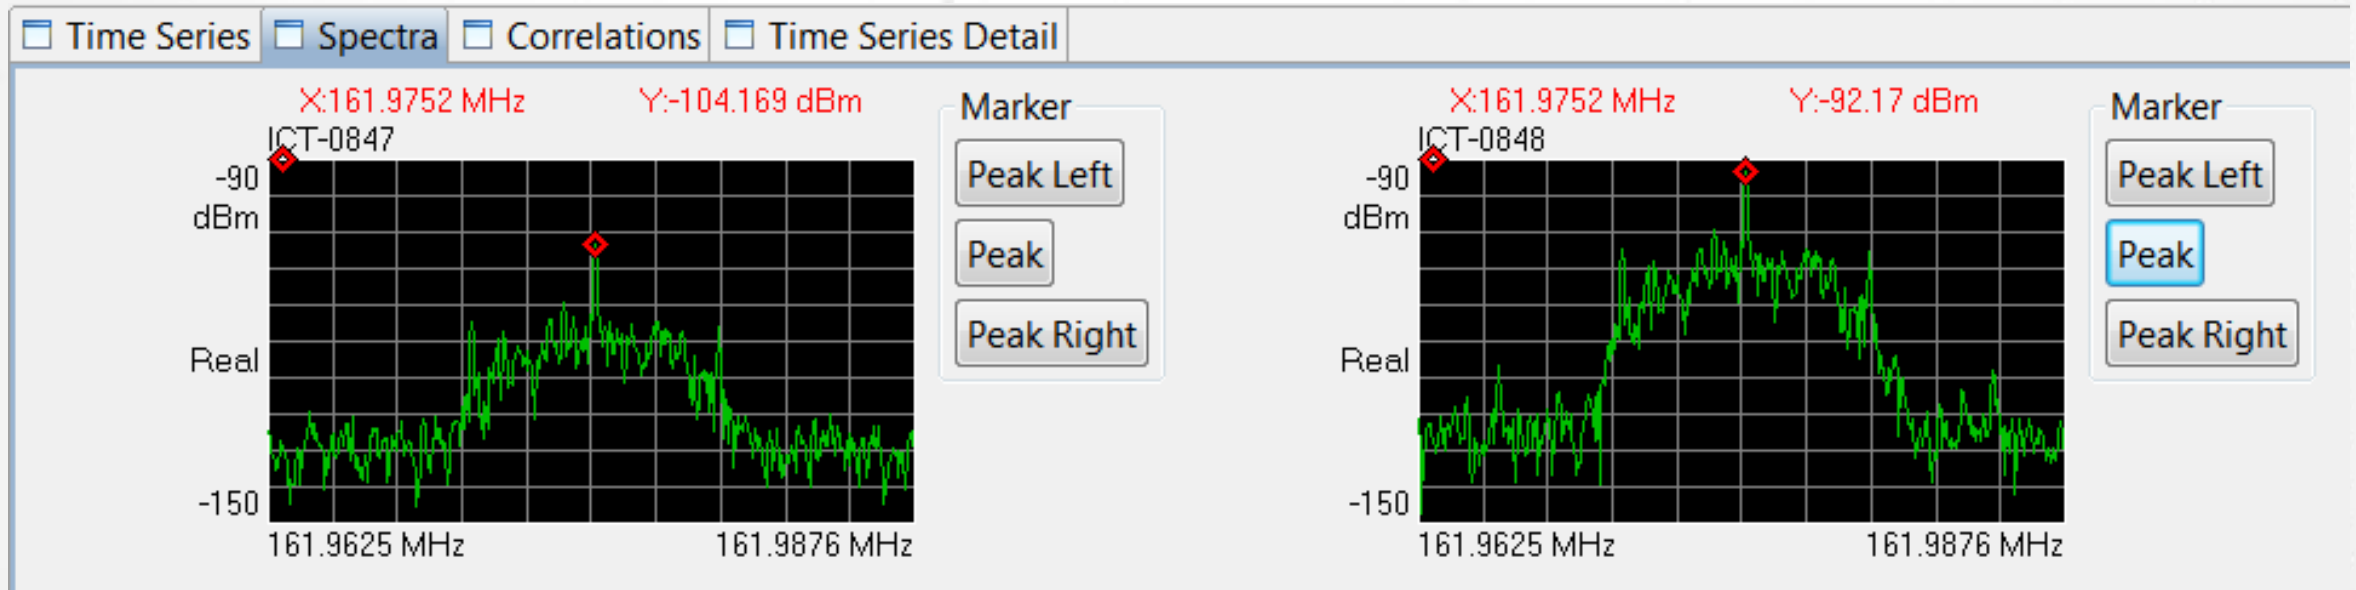 Time Series Spectra Correlations Time Series Detail
X:161.9752 MHz Y:-104.169 dBm
ICT-0847
-90
dBm
Real
-150
161.9625 MHz 161.9876 MHz
Marker
Peak Left
Peak
Peak Right
X:161.9752 MHz Y:-92.17 dBm
ICT-0848
-90
dBm
Real
-150
161.9625 MHz 161.9876 MHz
Marker
Peak Left
Peak
Peak Right